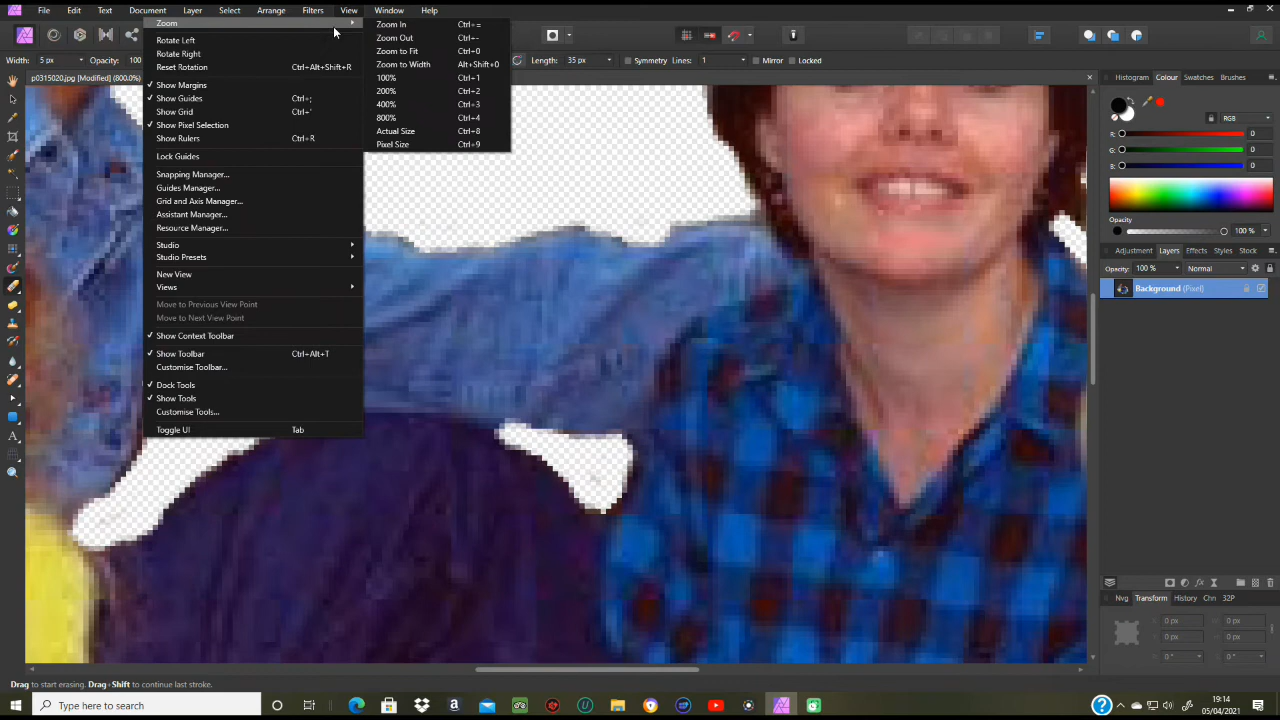 File Edit Text Document Layer Select Arrange Filters View Window Help
Width: 5 px Opacity: 100 Length: 35 px Symmetry Lines: 1 Mirror Locked
p0315020.jpg [Modified] (800.0%)
Zoom
Rotate Left
Rotate Right
Reset Rotation Ctrl+Alt+Shift+R
Show Margins
Show Guides Ctrl+;
Show Grid Ctrl+'
Show Pixel Selection
Show Rulers Ctrl+R
Lock Guides
Snapping Manager...
Guides Manager...
Grid and Axis Manager...
Assistant Manager...
Resource Manager...
Studio
Studio Presets
New View
Views
Move to Previous View Point
Move to Next View Point
Show Context Toolbar
Show Toolbar Ctrl+Alt+T
Customise Toolbar...
Dock Tools
Show Tools
Customise Tools...
Toggle UI Tab
Zoom In Ctrl+=
Zoom Out Ctrl+-
Zoom to Fit Ctrl+0
Zoom to Width Alt+Shift+0
100% Ctrl+1
200% Ctrl+2
400% Ctrl+3
800% Ctrl+4
Actual Size Ctrl+8
Pixel Size Ctrl+9
Histogram Colour Swatches Brushes
RGB Sliders
R: 0
G: 0
B: 0
Opacity
100 %
Adjustment Layers Effects Styles Stock
Opacity: 100 % Normal
Background (Pixel)
Nvg Transform History Chn 32P
X: 0 px W: 0 px
Y: 0 px H: 0 px
R: 0 ° S: 0 °
Drag to start erasing. Drag+Shift to continue last stroke.
Type here to search
19:14
05/04/2021